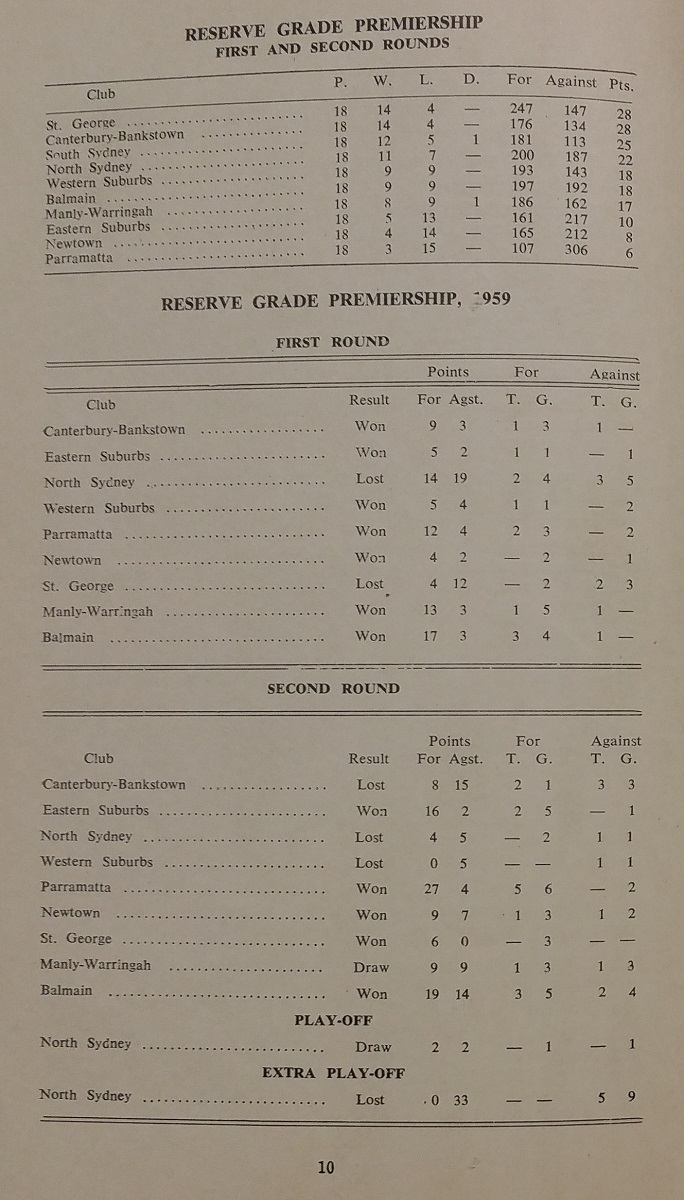 RESERVE GRADE PREMIERSHIP
FIRST AND SECOND ROUNDS
Club P. W. L. D. For Against Pts.
St. George 18 14 4 — 247 147 28
Canterbury-Bankstown 18 14 4 — 176 134 28
South Sydney 18 12 5 1 181 113 25
North Sydney 18 11 7 — 200 187 22
Western Suburbs 18 9 9 — 193 143 18
Balmain 18 9 9 — 197 192 18
Manly-Warringah 18 8 9 1 186 162 17
Eastern Suburbs 18 5 13 — 161 217 10
Newtown 18 4 14 — 165 212 8
Parramatta 18 3 15 — 107 306 6
RESERVE GRADE PREMIERSHIP, 1959
FIRST ROUND
Points For Against
Club Result For Agst. T. G. T. G.
Canterbury-Bankstown Won 9 3 1 3 1 —
Eastern Suburbs Won 5 2 1 1 — 1
North Sydney Lost 14 19 2 4 3 5
Western Suburbs Won 5 4 1 1 — 2
Parramatta Won 12 4 2 3 — 2
Newtown Won 4 2 — 2 — 1
St. George Lost 4 12 — 2 2 3
Manly-Warringah Won 13 3 1 5 1 —
Balmain Won 17 3 3 4 1 —
SECOND ROUND
Points For Against
Club Result For Agst. T. G. T. G.
Canterbury-Bankstown Lost 8 15 2 1 3 3
Eastern Suburbs Won 16 2 2 5 — 1
North Sydney Lost 4 5 — 2 1 1
Western Suburbs Lost 0 5 — — 1 1
Parramatta Won 27 4 5 6 — 2
Newtown Won 9 7 1 3 1 2
St. George Won 6 0 — 3 — —
Manly-Warringah Draw 9 9 1 3 1 3
Balmain Won 19 14 3 5 2 4
PLAY-OFF
North Sydney Draw 2 2 — 1 — 1
EXTRA PLAY-OFF
North Sydney Lost 0 33 — — 5 9
10